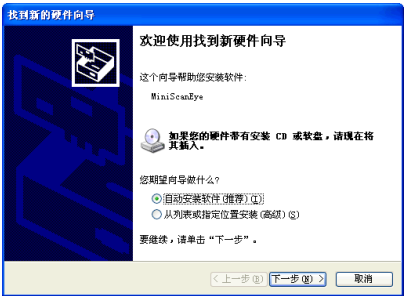 找到新的硬件向导
欢迎使用找到新硬件向导
这个向导帮助您安装软件:
MiniScanEye
如果您的硬件带有安装 CD 或软盘，请现在将
其插入。
您期望向导做什么？
自动安装软件(推荐)(I)
从列表或指定位置安装(高级)(S)
要继续，请单击“下一步”。
< 上一步(B)
下一步(N) >
取消